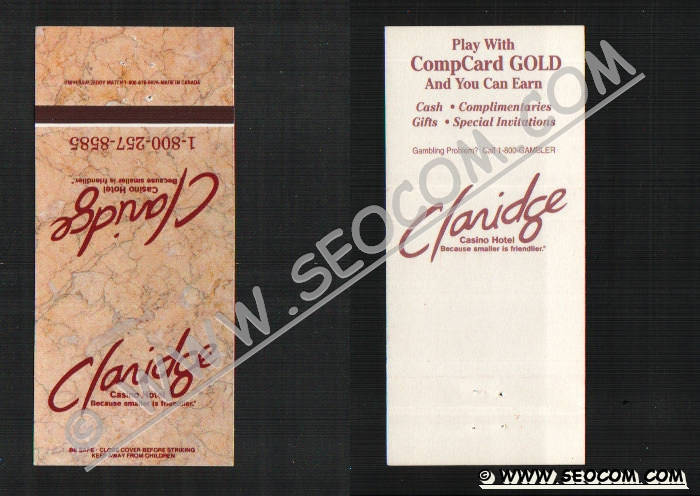 1-800-257-8585
Claridge
Casino Hotel
Because smaller is friendlier.
Claridge
Casino Hotel
Because smaller is friendlier.
BE SAFE - CLOSE COVER BEFORE STRIKING
KEEP AWAY FROM CHILDREN
Play With
CompCard GOLD
And You Can Earn
Cash • Complimentaries
Gifts • Special Invitations
Gambling Problem? Call 1-800-GAMBLER
Claridge
Casino Hotel
Because smaller is friendlier.
© WWW.SEOCOM.COM
© WWW.SEOCOM.COM